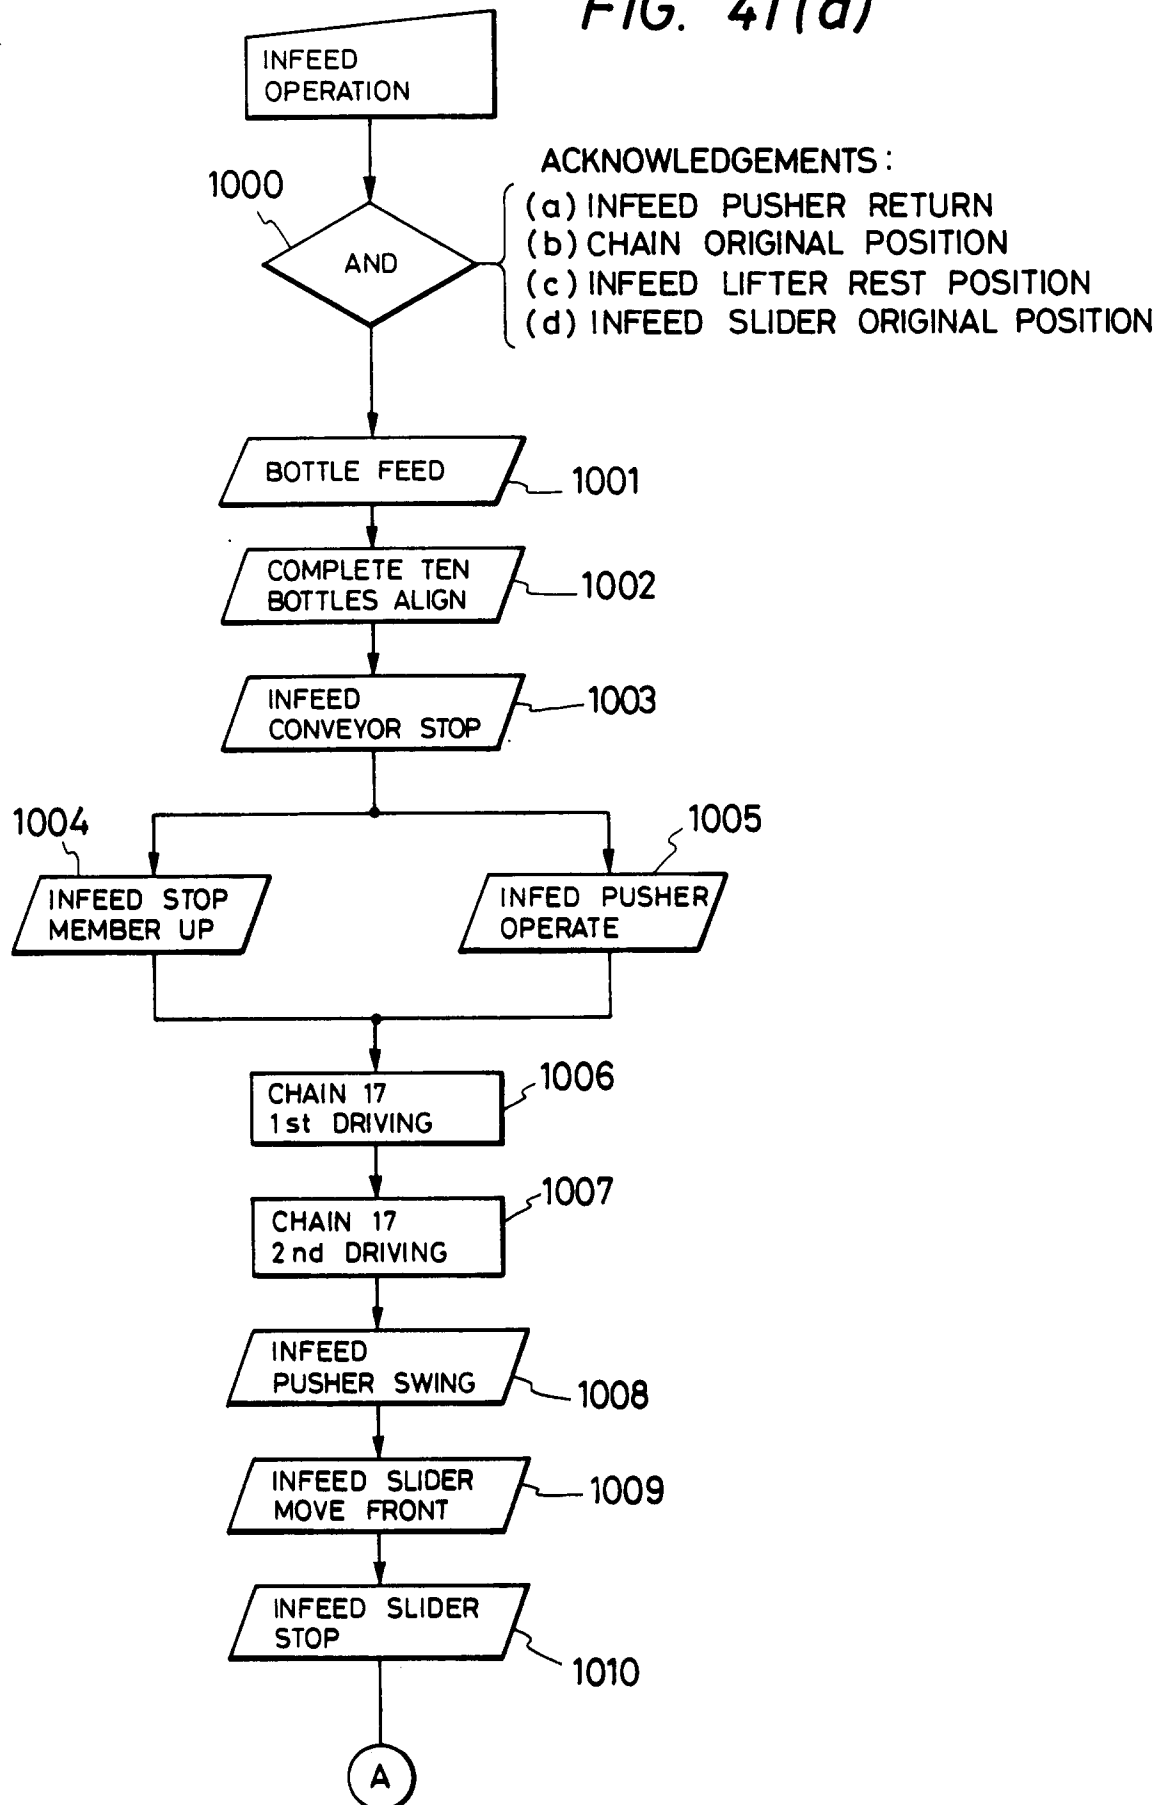 FIG. 41(a)
INFEED
OPERATION
1000
AND
ACKNOWLEDGEMENTS:
(a) INFEED PUSHER RETURN
(b) CHAIN ORIGINAL POSITION
(c) INFEED LIFTER REST POSITION
(d) INFEED SLIDER ORIGINAL POSITION
BOTTLE FEED
1001
COMPLETE TEN
BOTTLES ALIGN
1002
INFEED
CONVEYOR STOP
1003
1004
INFEED STOP
MEMBER UP
1005
INFED PUSHER
OPERATE
1006
CHAIN 17
1st DRIVING
1007
CHAIN 17
2nd DRIVING
INFEED
PUSHER SWING
1008
INFEED SLIDER
MOVE FRONT
1009
INFEED SLIDER
STOP
1010
A